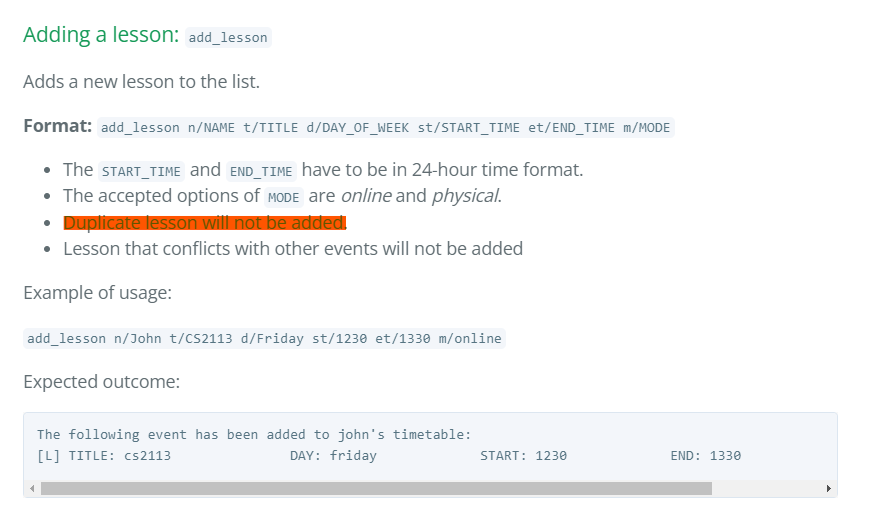 Adding a lesson: add_lesson
Adds a new lesson to the list.
Format: add_lesson n/NAME t/TITLE d/DAY_OF_WEEK st/START_TIME et/END_TIME m/MODE
The START_TIME and END_TIME have to be in 24-hour time format.
The accepted options of MODE are online and physical.
Duplicate lesson will not be added.
Lesson that conflicts with other events will not be added
Example of usage:
add_lesson n/John t/CS2113 d/Friday st/1230 et/1330 m/online
Expected outcome:
The following event has been added to john's timetable:
[L] TITLE: cs2113 DAY: friday START: 1230 END: 1330